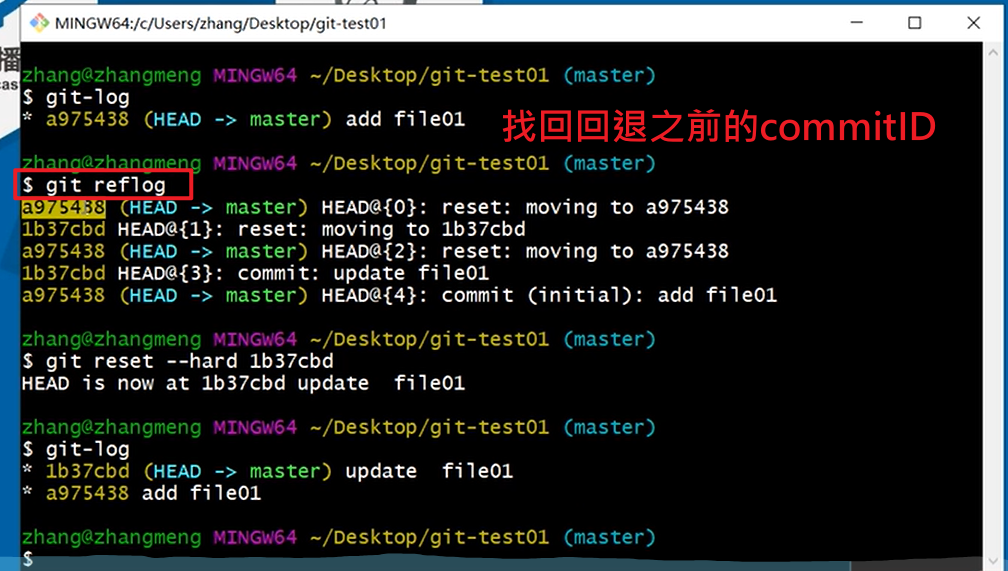 MINGW64:/c/Users/zhang/Desktop/git-test01
zhang@zhangmeng MINGW64 ~/Desktop/git-test01 (master)
$ git-log
* a975438 (HEAD -> master) add file01
找回回退之前的commitID
zhang@zhangmeng MINGW64 ~/Desktop/git-test01 (master)
$ git reflog
a975438 (HEAD -> master) HEAD@{0}: reset: moving to a975438
1b37cbd HEAD@{1}: reset: moving to 1b37cbd
a975438 (HEAD -> master) HEAD@{2}: reset: moving to a975438
1b37cbd HEAD@{3}: commit: update file01
a975438 (HEAD -> master) HEAD@{4}: commit (initial): add file01
zhang@zhangmeng MINGW64 ~/Desktop/git-test01 (master)
$ git reset --hard 1b37cbd
HEAD is now at 1b37cbd update  file01
zhang@zhangmeng MINGW64 ~/Desktop/git-test01 (master)
$ git-log
* 1b37cbd (HEAD -> master) update  file01
* a975438 add file01
zhang@zhangmeng MINGW64 ~/Desktop/git-test01 (master)
$